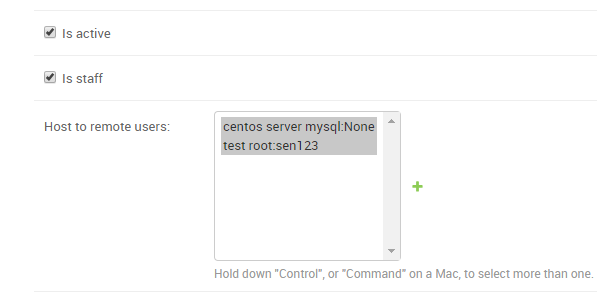 Is active
Is staff
Host to remote users:
centos server mysql:None
test root:sen123
Hold down "Control", or "Command" on a Mac, to select more than one.